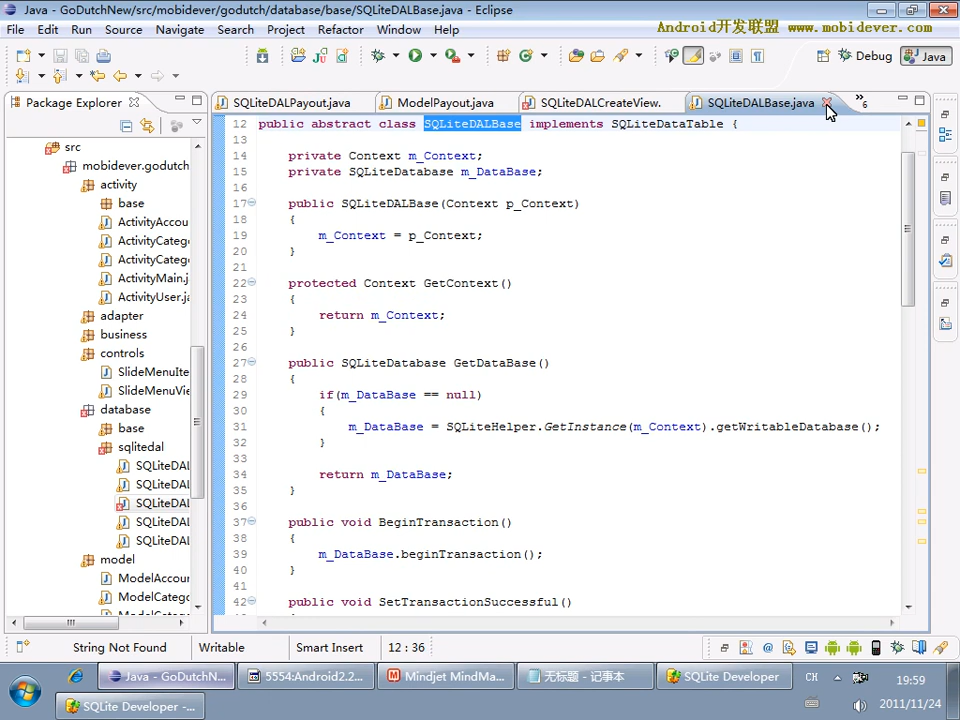 Java - GoDutchNew/src/mobidever/godutch/database/base/SQLiteDALBase.java - Eclipse
File Edit Run Source Navigate Search Project Refactor Window Help
Android开发联盟 www.mobidever.com
Debug Java
Package Explorer
SQLiteDALPayout.java ModelPayout.java SQLiteDALCreateView. SQLiteDALBase.java »6
src
mobidever.godutch
activity
base
ActivityAccou
ActivityCatego
ActivityCatego
ActivityMain.j
ActivityUser.ja
adapter
business
controls
SlideMenuIte
SlideMenuVie
database
base
sqlitedal
SQLiteDAL
SQLiteDAL
SQLiteDAL
SQLiteDAL
SQLiteDAL
model
ModelAccou
ModelCatego
12 public abstract class SQLiteDALBase implements SQLiteDataTable {
13
14 private Context m_Context;
15 private SQLiteDatabase m_DataBase;
16
17 public SQLiteDALBase(Context p_Context)
18 {
19 m_Context = p_Context;
20 }
21
22 protected Context GetContext()
23 {
24 return m_Context;
25 }
26
27 public SQLiteDatabase GetDataBase()
28 {
29 if(m_DataBase == null)
30 {
31 m_DataBase = SQLiteHelper.GetInstance(m_Context).getWritableDatabase();
32 }
33
34 return m_DataBase;
35 }
36
37 public void BeginTransaction()
38 {
39 m_DataBase.beginTransaction();
40 }
41
42 public void SetTransactionSuccessful()
String Not Found Writable Smart Insert 12 : 36
Java - GoDutchN... 5554:Android2.2... Mindjet MindMa... 无标题 - 记事本 SQLite Developer CH 19:59
SQLite Developer -... 2011/11/24